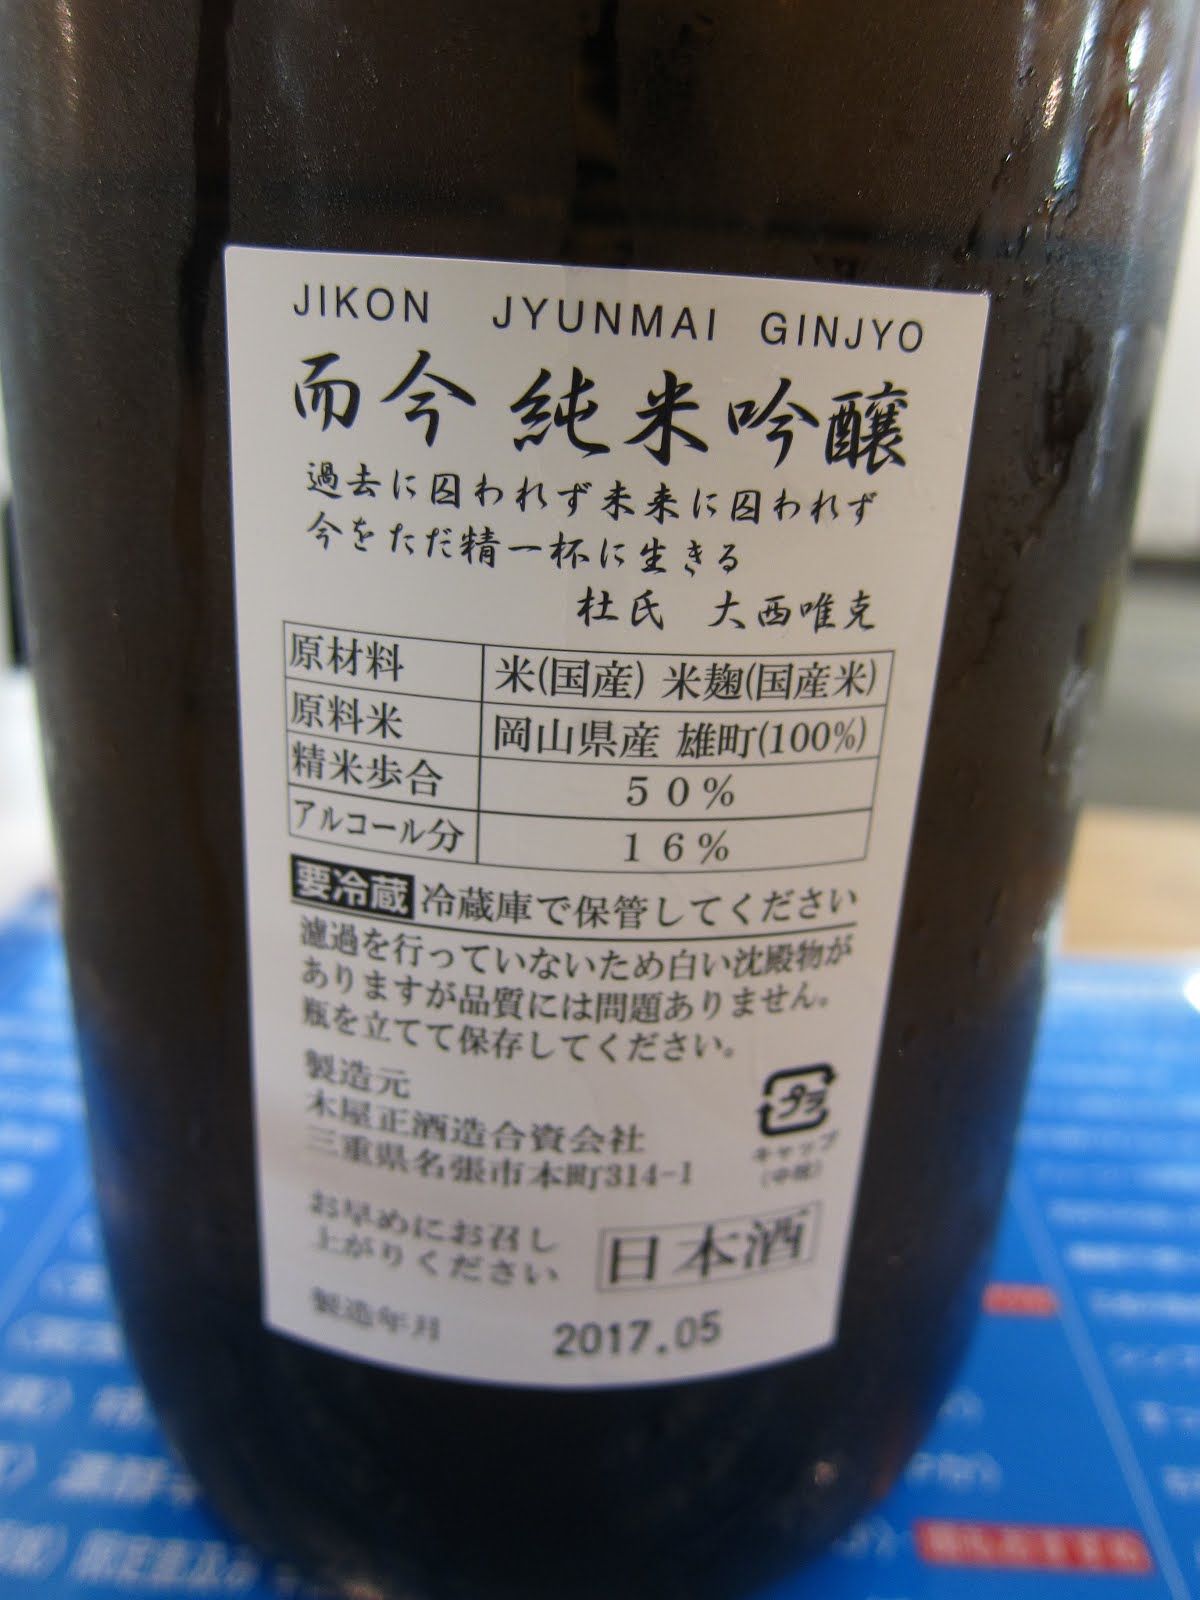 JIKON JYUNMAI GINJYO
而今 純米吟醸
過去に囚われず未来に囚われず
今をただ精一杯に生きる
杜氏 大西唯克
原材料 米(国産) 米麹(国産米)
原料米 岡山県産 雄町(100%)
精米歩合 50%
アルコール分 16%
要冷蔵 冷蔵庫で保管してください
濾過を行っていないため白い沈殿物が
ありますが品質には問題ありません。
瓶を立てて保存してください。
製造元
木屋正酒造合資会社
三重県名張市本町314-1
プラ
キャップ
(中栓)
お早めにお召し
上がりください
日本酒
製造年月 2017.05